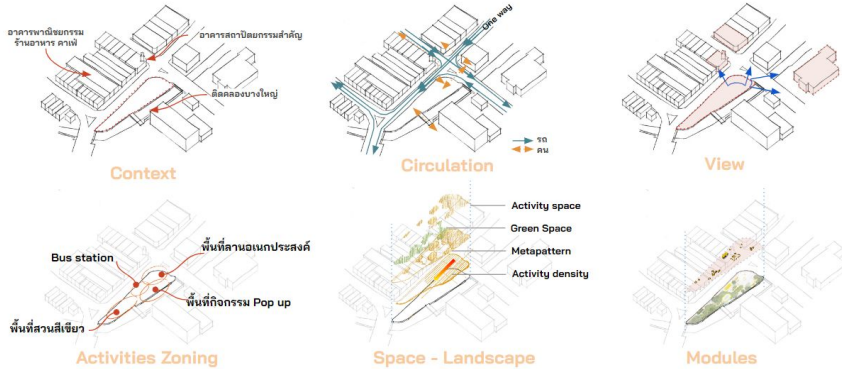 อาคารพาณิชยกรรม
ร้านอาหาร คาเฟ่
อาคารสถาปัตยกรรมสำคัญ
ติดคลองบางใหญ่
Context
One way
รถ
คน
Circulation
View
Bus station
พื้นที่ลานอเนกประสงค์
พื้นที่กิจกรรม Pop up
พื้นที่สวนสีเขียว
Activities Zoning
Activity space
Green Space
Metapattern
Activity density
Space - Landscape
Modules